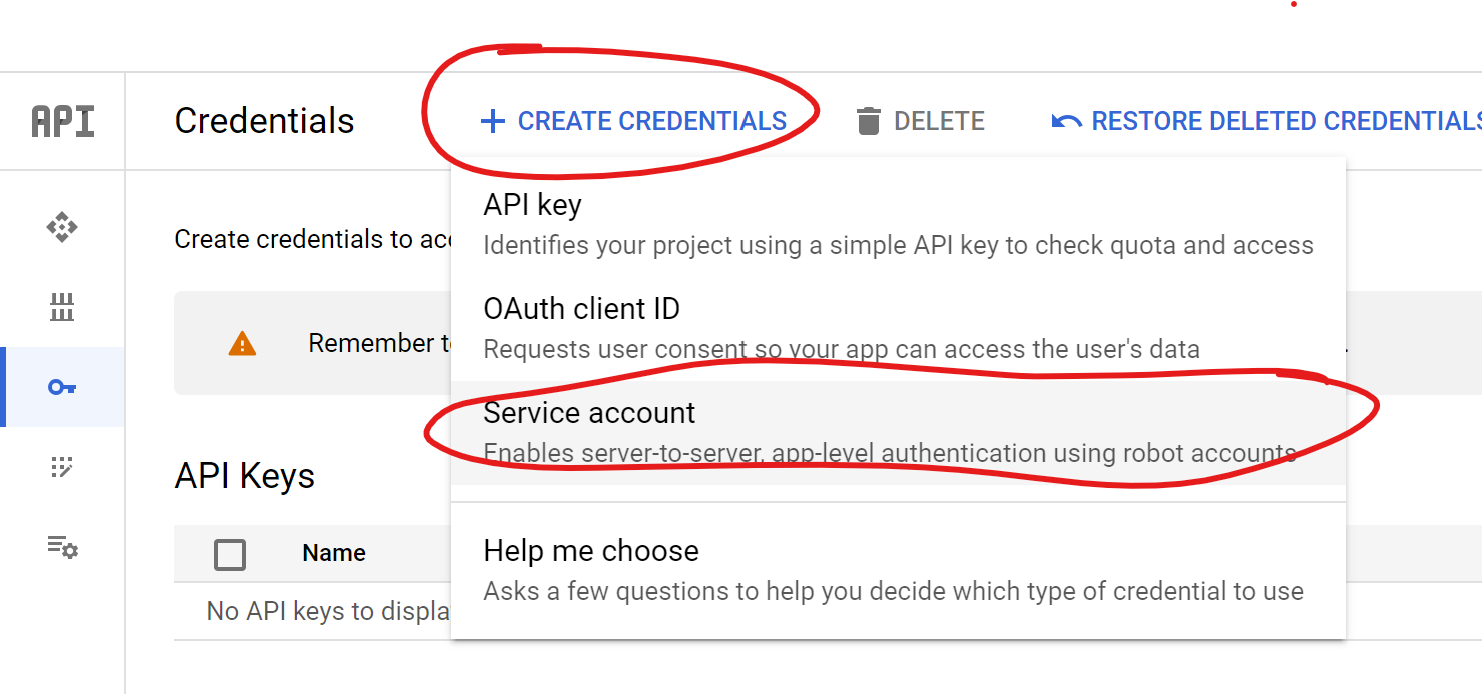 API
Credentials
+ CREATE CREDENTIALS
DELETE
RESTORE DELETED CREDENTIALS
API key
Identifies your project using a simple API key to check quota and access
Create credentials to
OAuth client ID
Requests user consent so your app can access the user's data
Remember
Service account
Enables server-to-server, app-level authentication using robot accounts
API Keys
Name
Help me choose
Asks a few questions to help you decide which type of credential to use
No API keys to displa